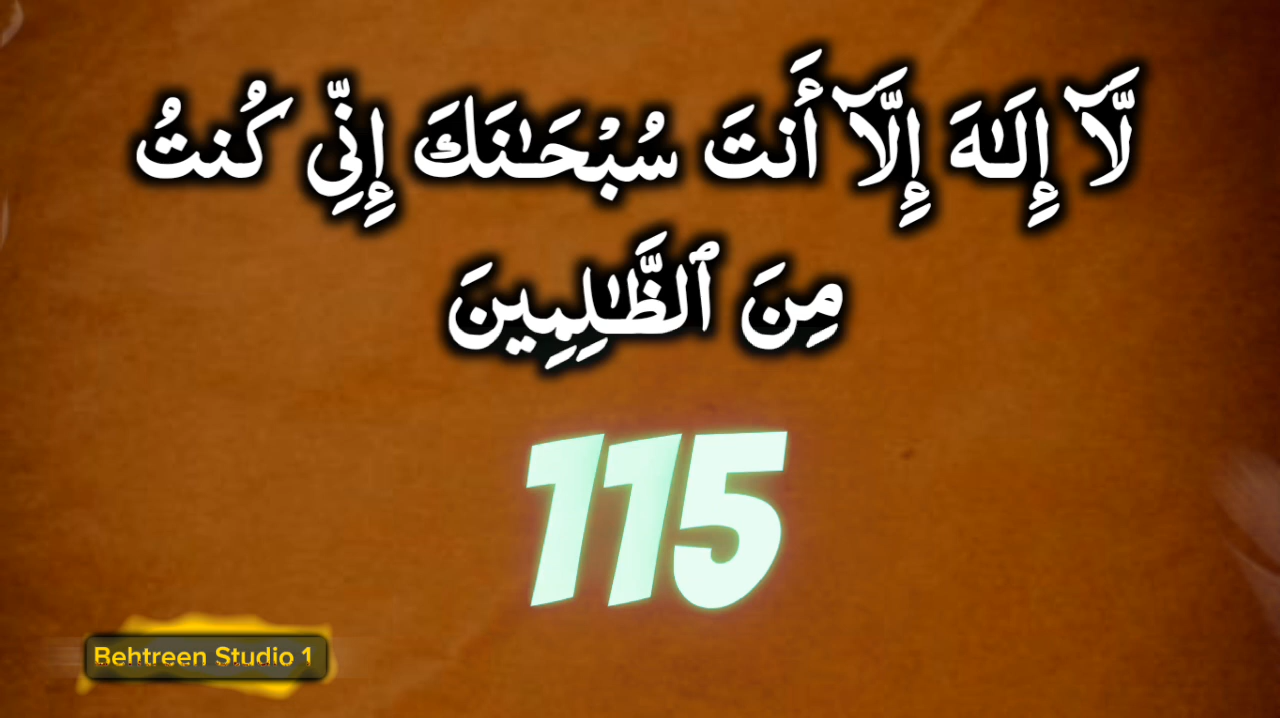 لَّآ إِلَـٰهَ إِلَّآ أَنتَ سُبْحَـٰنَكَ إِنِّى كُنتُ
مِنَ ٱلظَّـٰلِمِينَ
115
Behtreen Studio 1